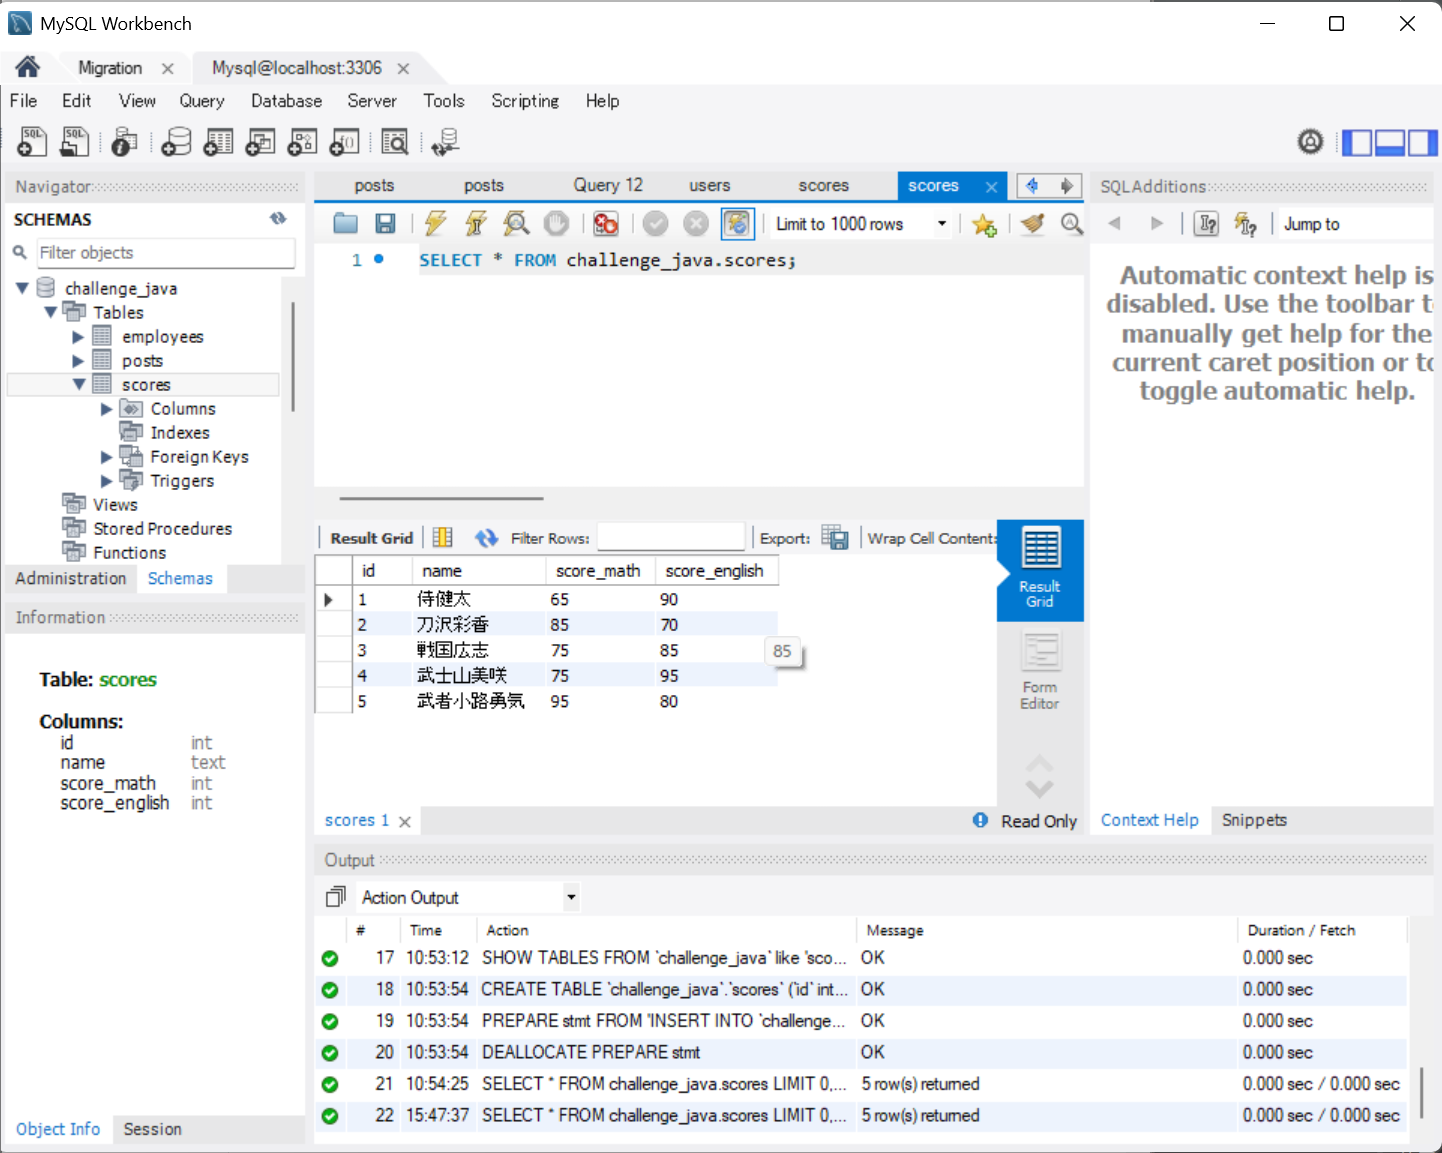 MySQL Workbench
Migration
Mysql@localhost:3306
File Edit View Query Database Server Tools Scripting Help
Navigator
SCHEMAS
Filter objects
challenge_java
Tables
employees
posts
scores
Columns
Indexes
Foreign Keys
Triggers
Views
Stored Procedures
Functions
Administration Schemas
Information
Table: scores
Columns:
id int
name text
score_math int
score_english int
Object Info Session
posts posts Query 12 users scores scores
Limit to 1000 rows
1 SELECT * FROM challenge_java.scores;
Result Grid Filter Rows: Export: Wrap Cell Content:
id name score_math score_english
1 侍健太 65 90
2 刀沢彩香 85 70
3 戦国広志 75 85
4 武士山美咲 75 95
5 武者小路勇気 95 80
85
Result Grid
Form Editor
scores 1
Read Only
SQLAdditions
Jump to
Automatic context help is
disabled. Use the toolbar t
manually get help for the
current caret position or to
toggle automatic help.
Context Help Snippets
Output
Action Output
# Time Action Message Duration / Fetch
17 10:53:12 SHOW TABLES FROM `challenge_java` like 'sco... OK 0.000 sec
18 10:53:54 CREATE TABLE `challenge_java`.`scores` (`id` int... OK 0.000 sec
19 10:53:54 PREPARE stmt FROM 'INSERT INTO `challenge... OK 0.000 sec
20 10:53:54 DEALLOCATE PREPARE stmt OK 0.000 sec
21 10:54:25 SELECT * FROM challenge_java.scores LIMIT 0,... 5 row(s) returned 0.000 sec / 0.000 sec
22 15:47:37 SELECT * FROM challenge_java.scores LIMIT 0,... 5 row(s) returned 0.000 sec / 0.000 sec